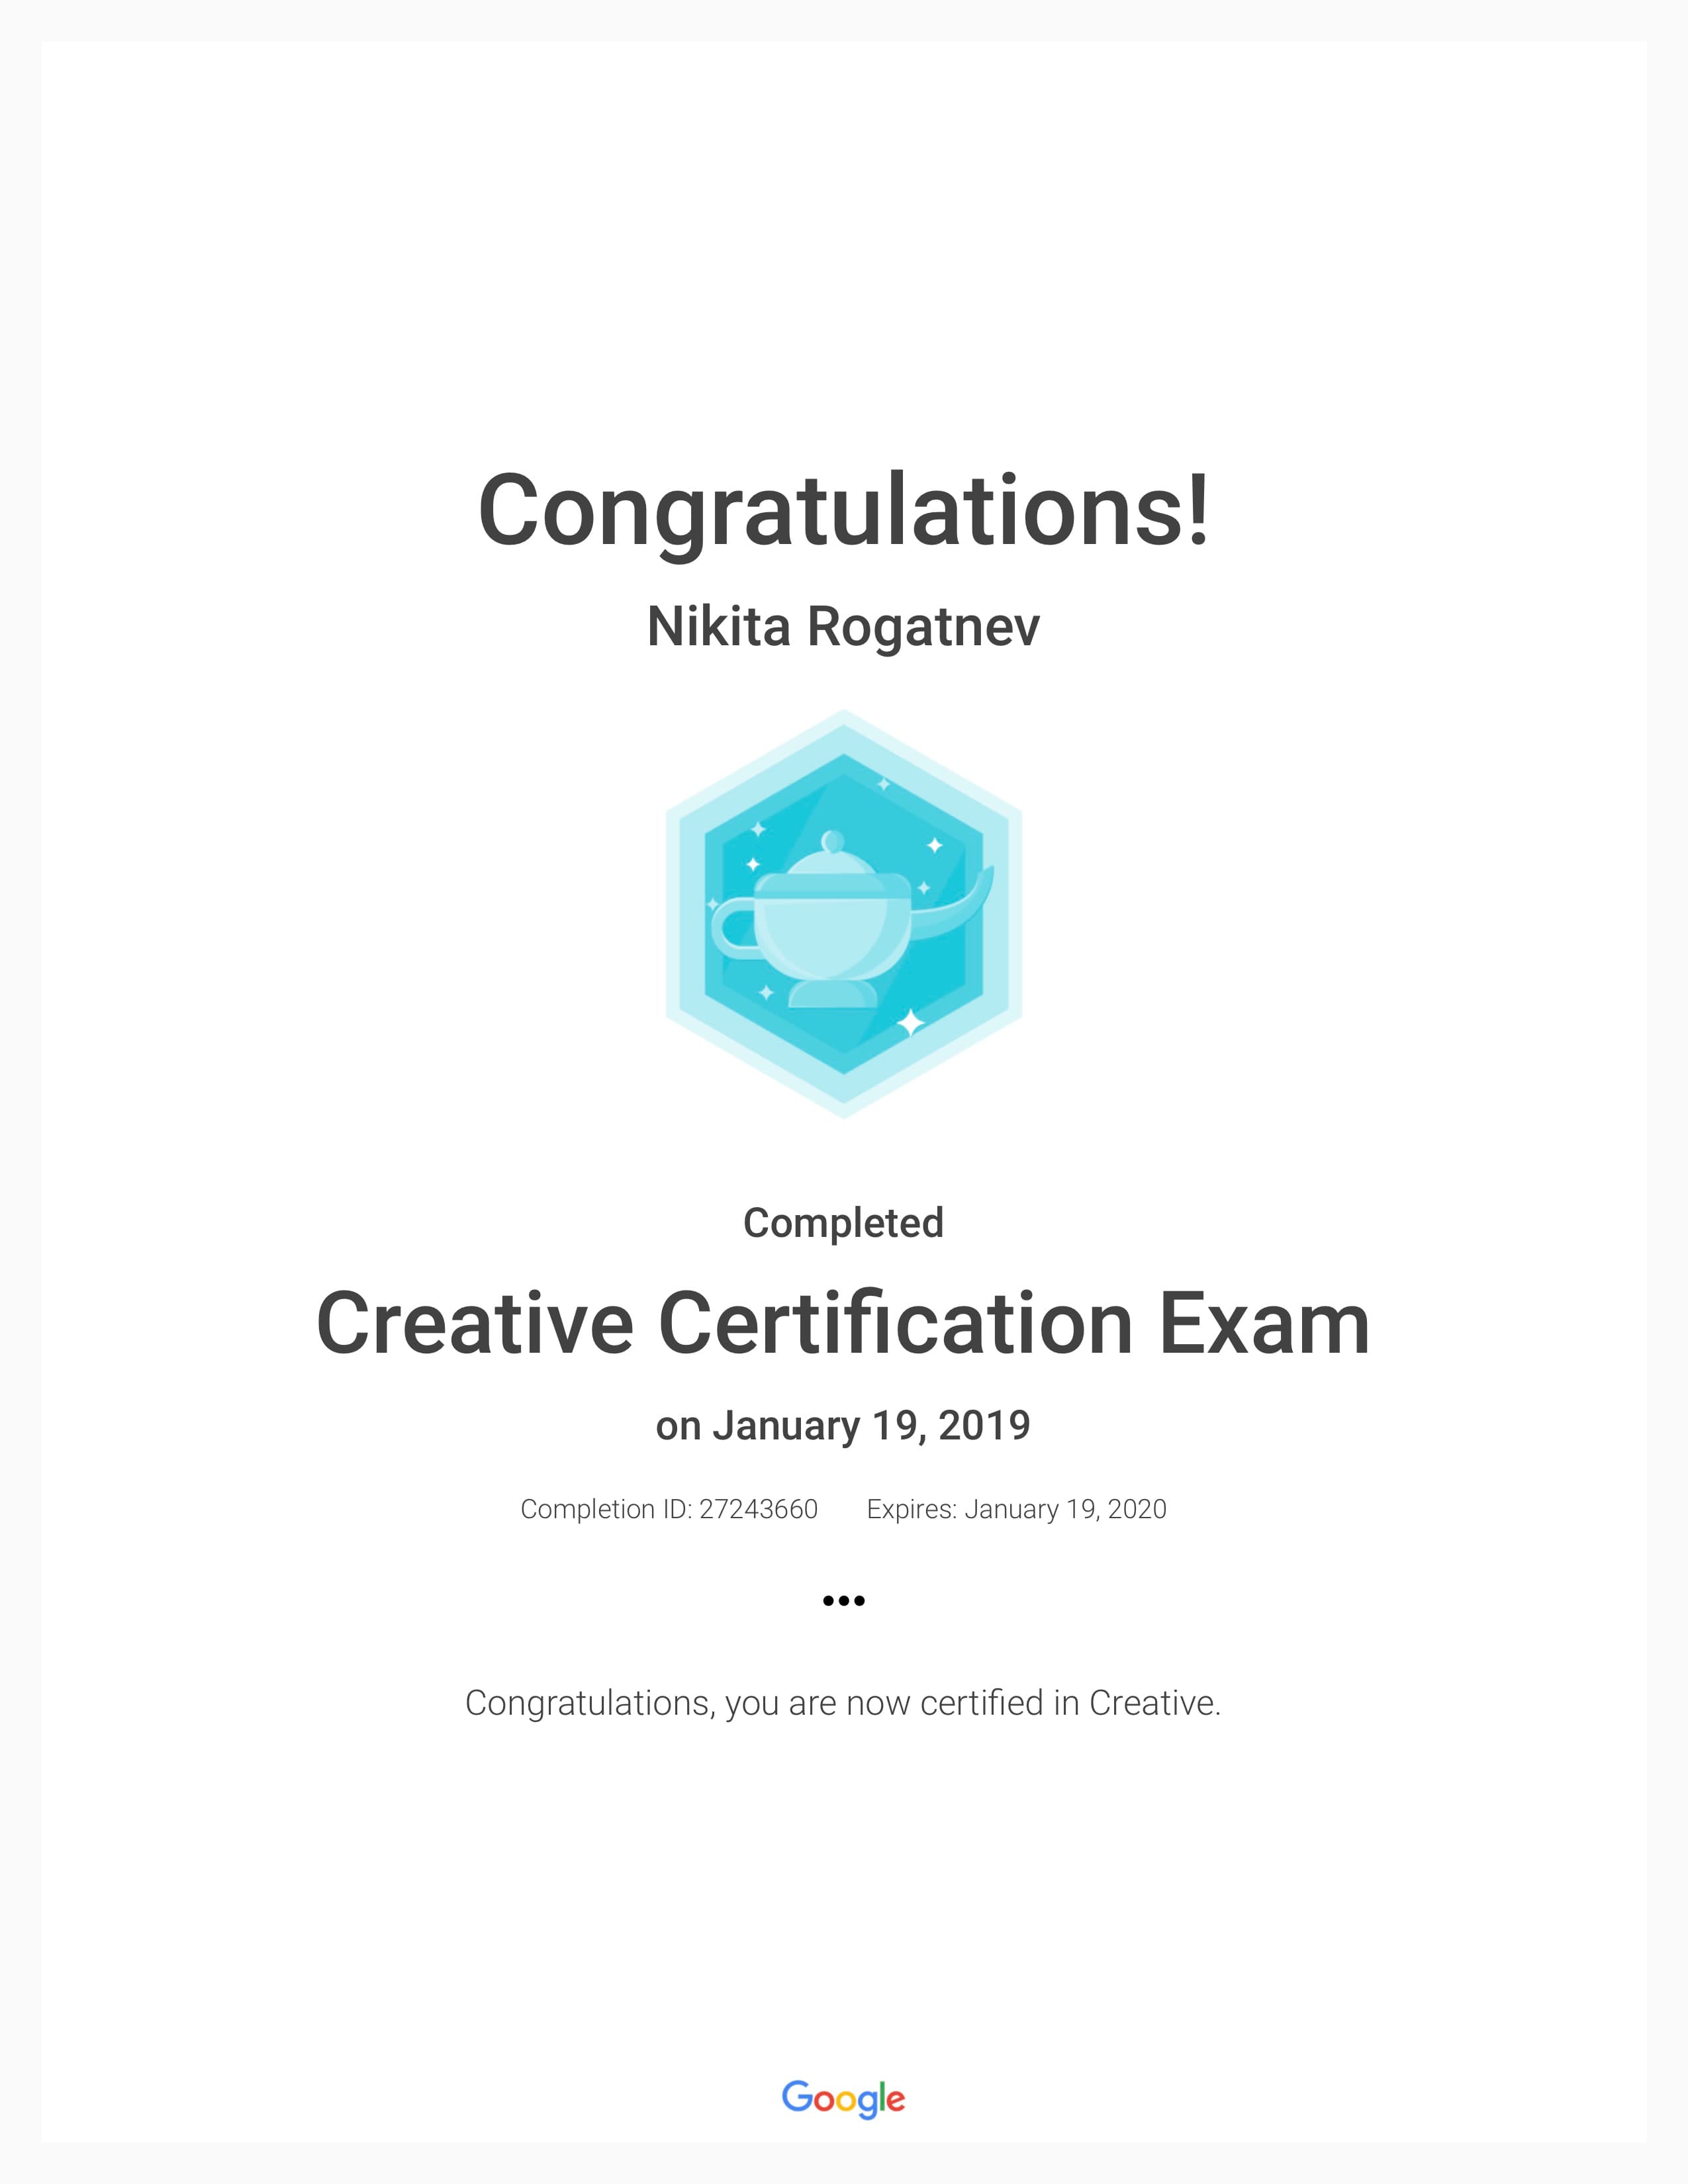 Congratulations!
Nikita Rogatnev
Completed
Creative Certification Exam
on January 19, 2019
Completion ID: 27243660 Expires: January 19, 2020
•••
Congratulations, you are now certified in Creative.
Google